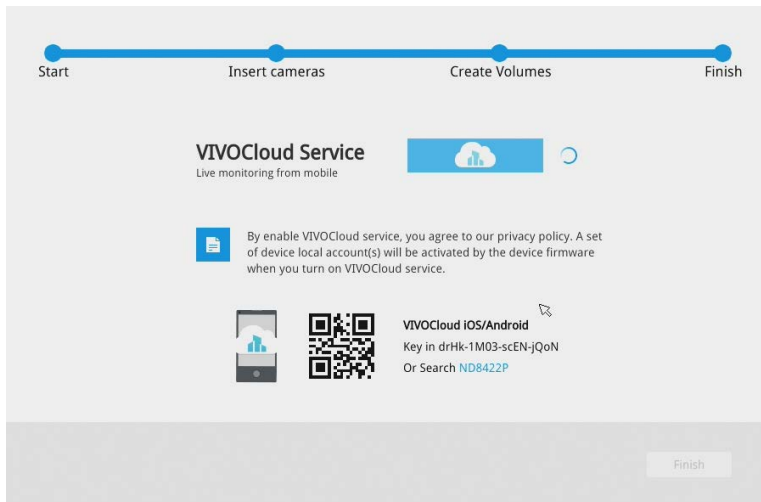 Start
Insert cameras
Create Volumes
Finish
VIVOCloud Service
Live monitoring from mobile
By enable VIVOCloud service, you agree to our privacy policy. A set
of device local account(s) will be activated by the device firmware
when you turn on VIVOCloud service.
VIVOCloud iOS/Android
Key in drHk-1M03-scEN-jQoN
Or Search ND8422P
Finish